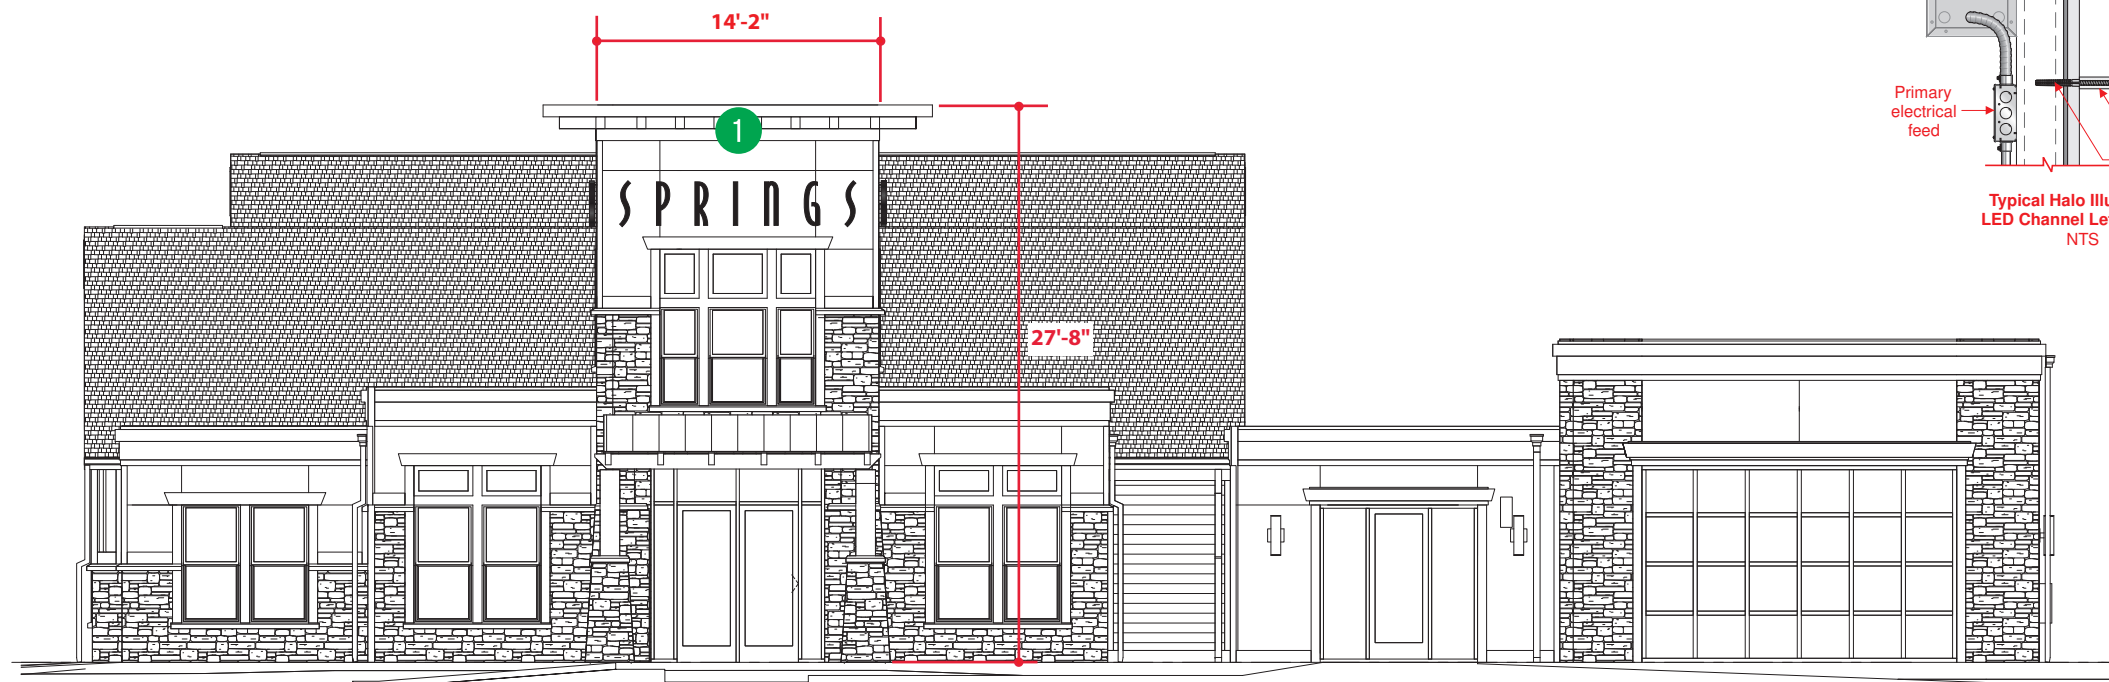 14'-2"
1
SPRINGS
27'-8"
Primary
electrical
feed
Typical Halo Illu
LED Channel Le
NTS